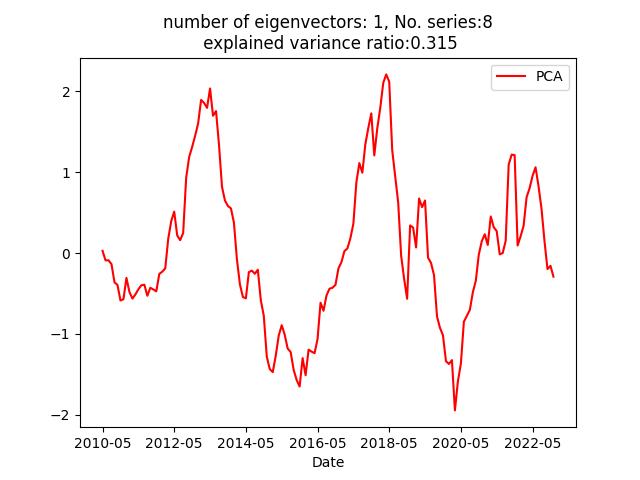 number of eigenvectors: 1, No. series:8
explained variance ratio:0.315
PCA
2
1
0
−1
−2
2010-05 2012-05 2014-05 2016-05 2018-05 2020-05 2022-05
Date